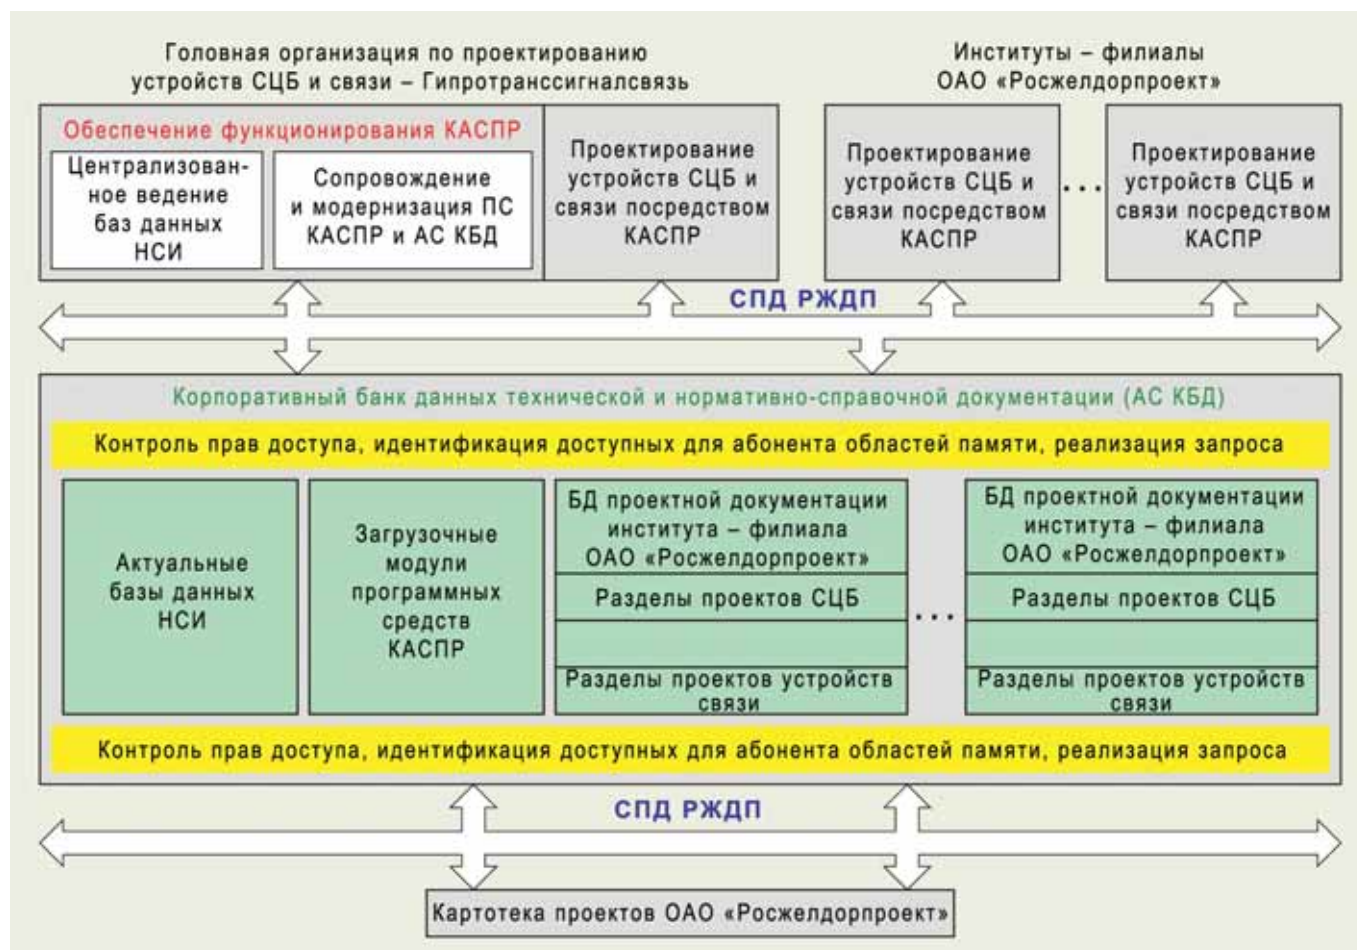 Головная организация по проектированию
устройств СЦБ и связи – Гипротранссигналсвязь
Институты – филиалы
ОАО «Росжелдорпроект»
Обеспечение функционирования КАСПР
Централизован-
ное ведение
баз данных
НСИ
Сопровождение
и модернизация ПС
КАСПР и АС КБД
Проектирование
устройств СЦБ и
связи посредством
КАСПР
Проектирование
устройств СЦБ и
связи посредством
КАСПР
...
Проектирование
устройств СЦБ и
связи посредством
КАСПР
СПД РЖДП
Корпоративный банк данных технической и нормативно-справочной документации (АС КБД)
Контроль прав доступа, идентификация доступных для абонента областей памяти, реализация запроса
Актуальные
базы данных
НСИ
Загрузочные
модули
программных
средств
КАСПР
БД проектной документации
института – филиала
ОАО «Росжелдорпроект»
Разделы проектов СЦБ
Разделы проектов устройств
связи
...
БД проектной документации
института – филиала
ОАО «Росжелдорпроект»
Разделы проектов СЦБ
Разделы проектов устройств
связи
Контроль прав доступа, идентификация доступных для абонента областей памяти, реализация запроса
СПД РЖДП
Картотека проектов ОАО «Росжелдорпроект»